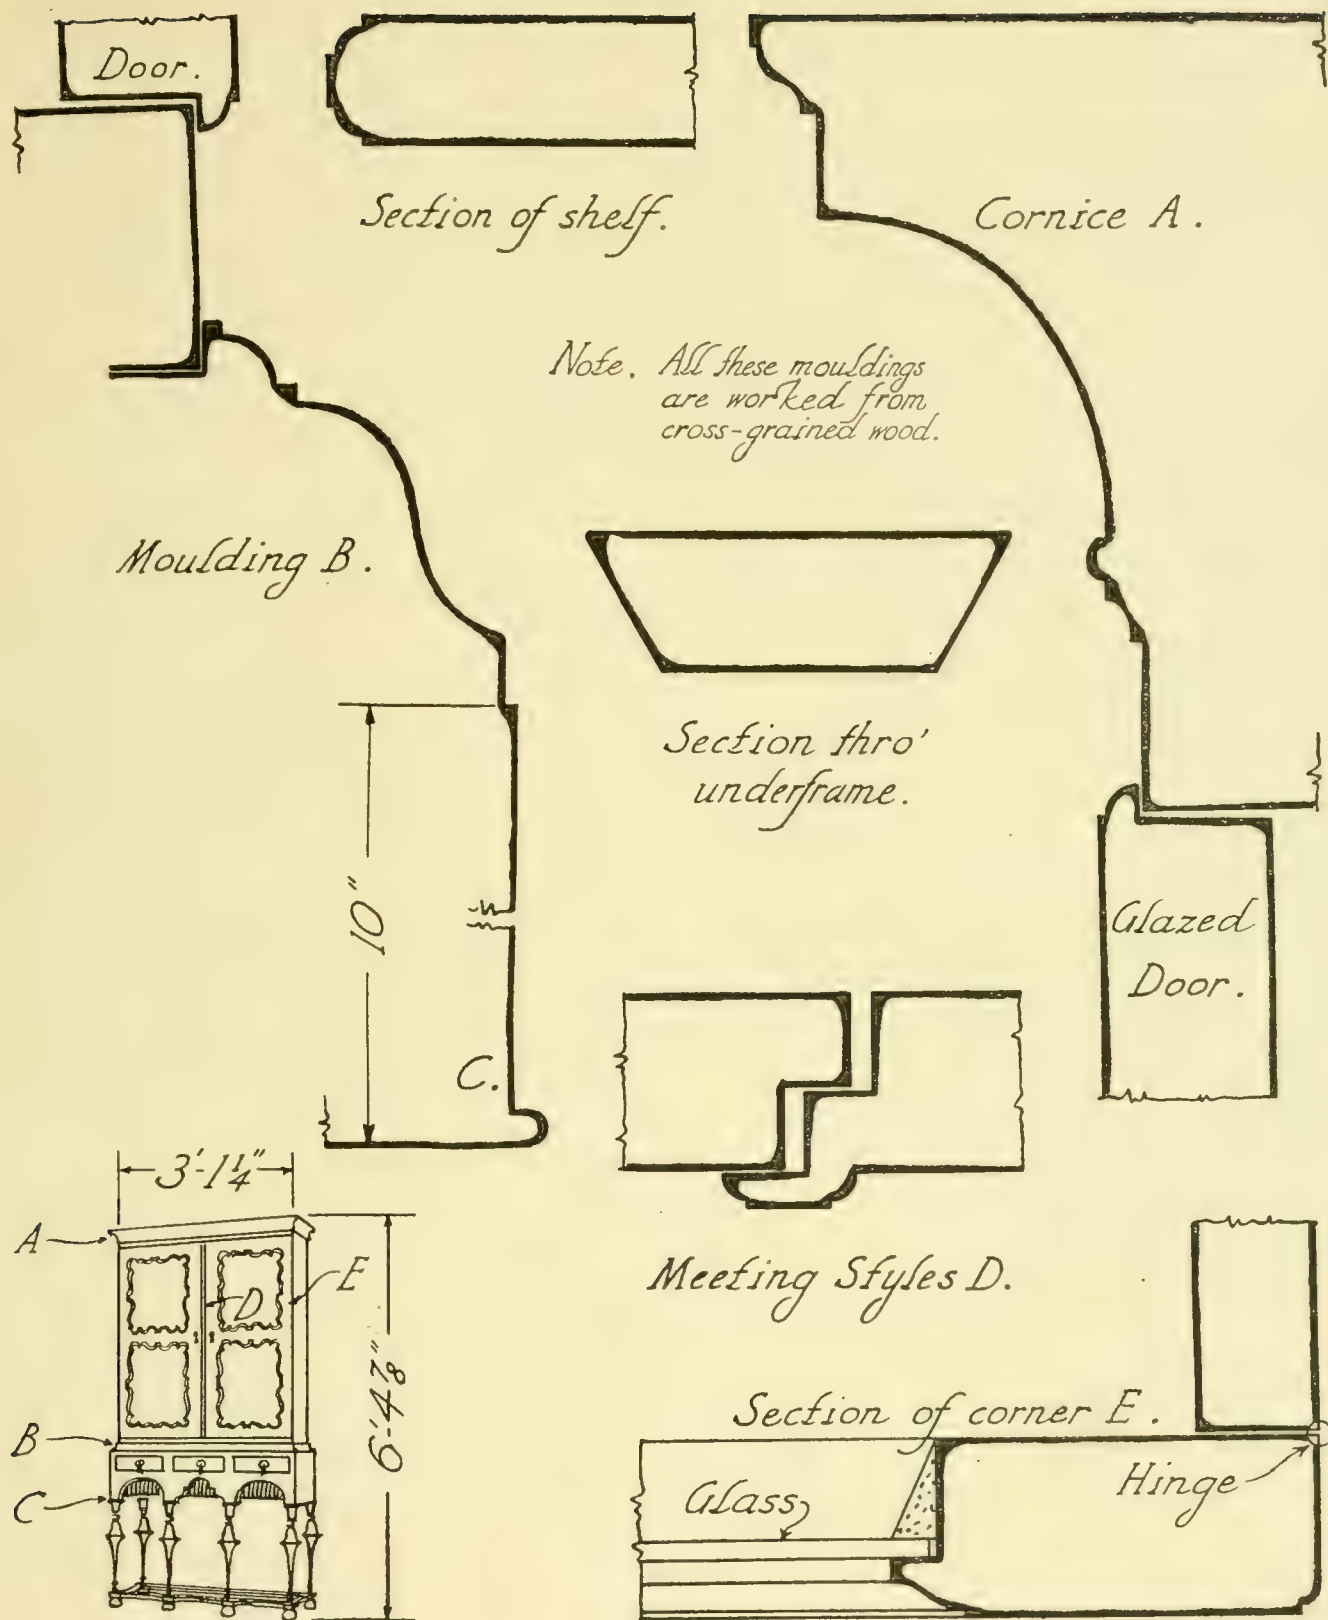 Door.
Section of shelf.
Cornice A.
Note. All these mouldings
are worked from
cross-grained wood.
Moulding B.
Section thro'
underframe.
10"
Glazed
Door.
C.
3'-1¼"
A
E
D
Meeting Styles D.
6'-4⅞"
B
Section of corner E.
C
Glass
Hinge